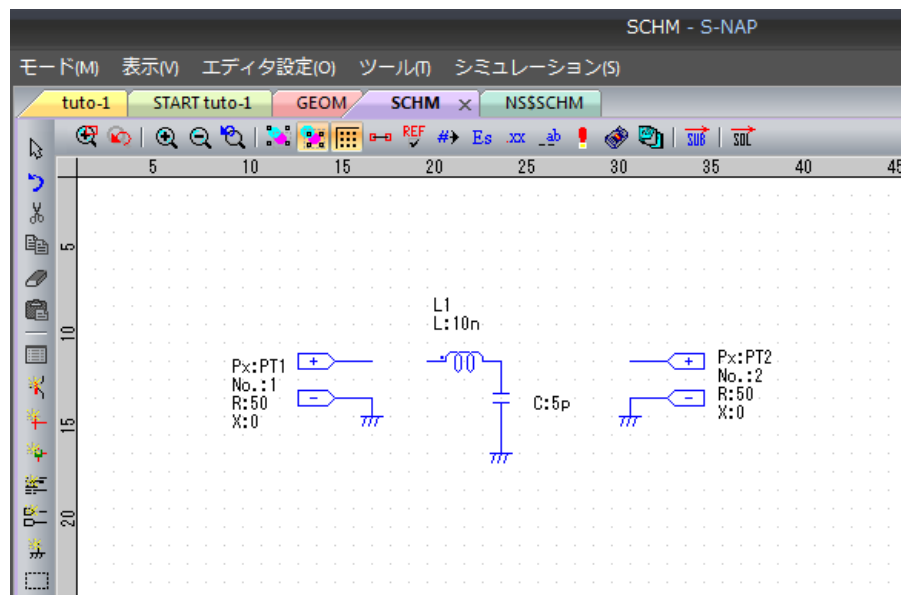 SCHM - S-NAP
モード(M) 表示(V) エディタ設定(O) ツール(T) シミュレーション(S)
tuto-1 START tuto-1 GEOM SCHM × NS$SCHM
REF # Es .xx _ab SUB SOL
5 10 15 20 25 30 35 40 45
5
10
15
20
L1
L:10n
Px:PT1
No.:1
R:50
X:0
+
-
C:5p
+
-
Px:PT2
No.:2
R:50
X:0